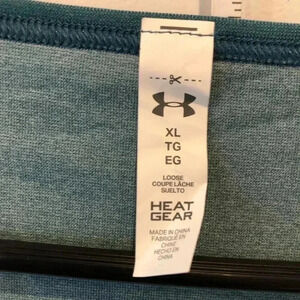 XL
TG
EG
LOOSE
COUPE LÂCHE
SUELTO
HEAT
GEAR
MADE IN CHINA
FABRIQUÉ EN
CHINE
HECHO EN
CHINA